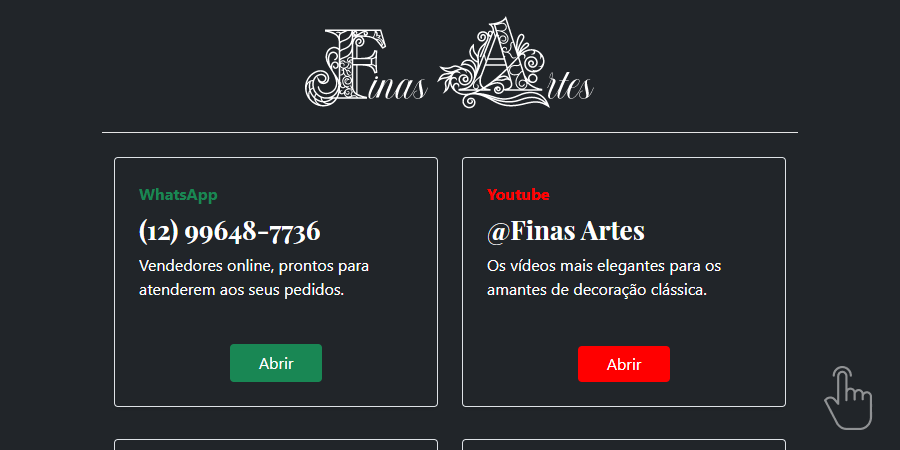 Finas Artes
WhatsApp
(12) 99648-7736
Vendedores online, prontos para
atenderem aos seus pedidos.
Abrir
Youtube
@Finas Artes
Os vídeos mais elegantes para os
amantes de decoração clássica.
Abrir